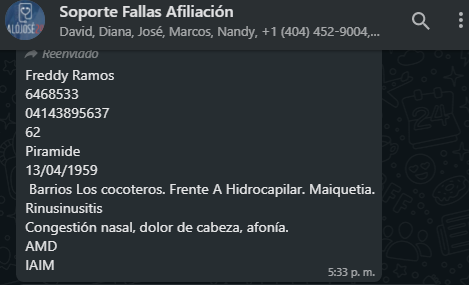 Soporte Fallas Afiliación
David, Diana, José, Marcos, Nandy, +1 (404) 452-9004,...
Reenviado
Freddy Ramos
6468533
04143895637
62
Piramide
13/04/1959
Barrios Los cocoteros. Frente A Hidrocapilar. Maiquetia.
Rinusinusitis
Congestión nasal, dolor de cabeza, afonía.
AMD
IAIM
5:33 p. m.